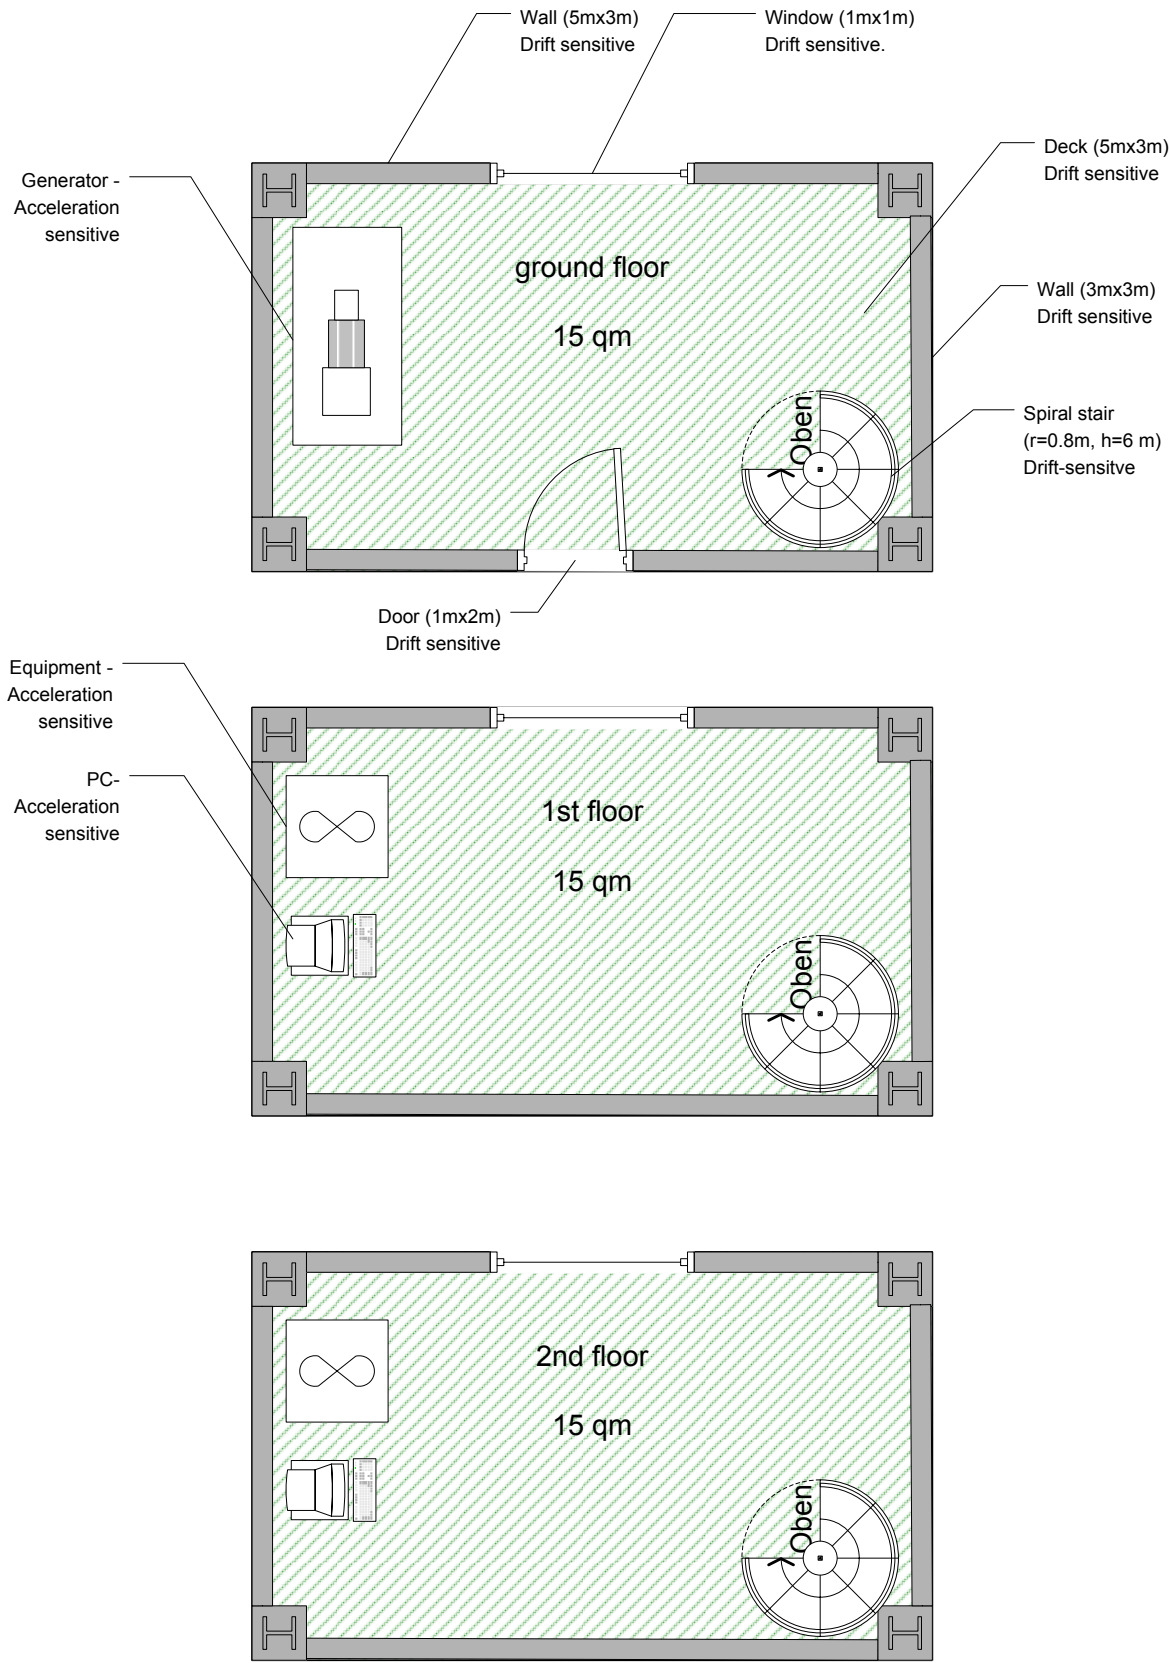 Wall (5mx3m)
Drift sensitive
Window (1mx1m)
Drift sensitive.
Deck (5mx3m)
Drift sensitive
Generator -
Acceleration
sensitive
ground floor
15 qm
Wall (3mx3m)
Drift sensitive
Oben
Spiral stair
(r=0.8m, h=6 m)
Drift-sensitve
Door (1mx2m)
Drift sensitive
Equipment -
Acceleration
sensitive
PC-
Acceleration
sensitive
1st floor
15 qm
Oben
2nd floor
15 qm
Oben